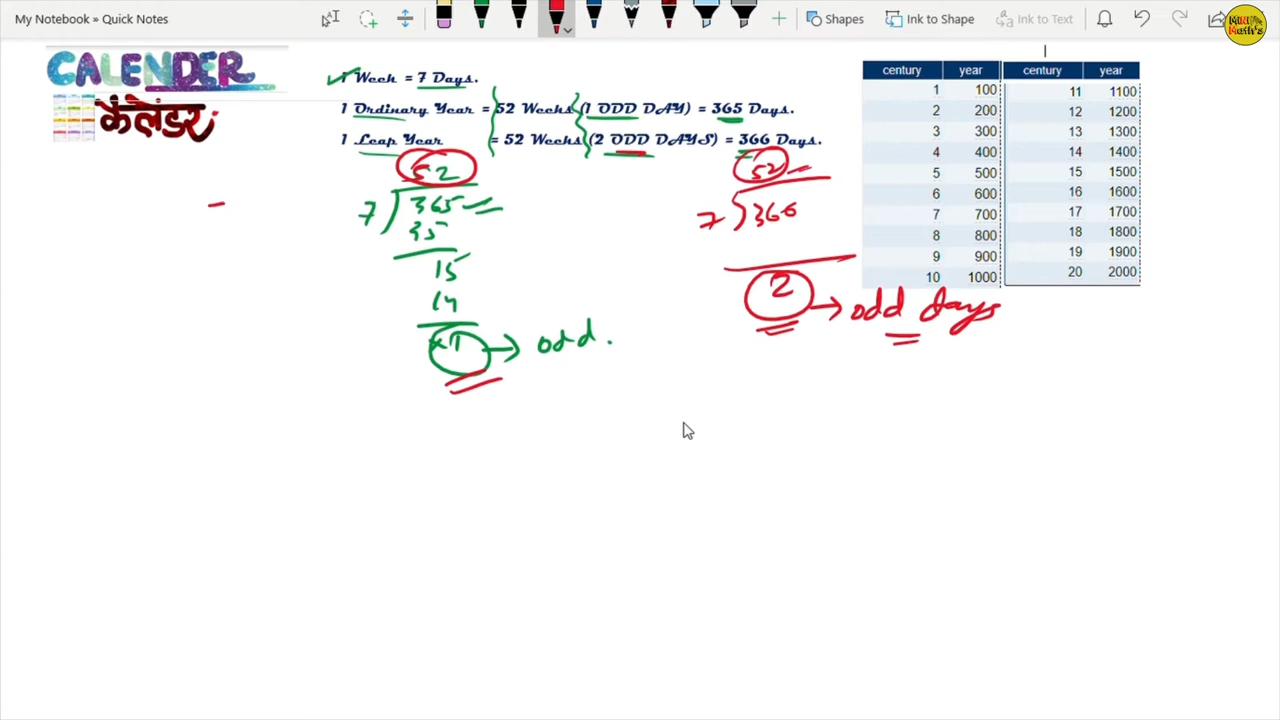 My Notebook » Quick Notes
Shapes
Ink to Shape
Ink to Text
MINI Math's
CALENDER
कैलेंडर
1 Week = 7 Days.
1 Ordinary Year = 52 Weeks (1 ODD DAY) = 365 Days.
1 Leap Year = 52 Weeks (2 ODD DAYS) = 366 Days.
52
7) 365
35
15
14
1 → odd.
52
7) 366
2 → odd days
century year century year
1 100 11 1100
2 200 12 1200
3 300 13 1300
4 400 14 1400
5 500 15 1500
6 600 16 1600
7 700 17 1700
8 800 18 1800
9 900 19 1900
10 1000 20 2000